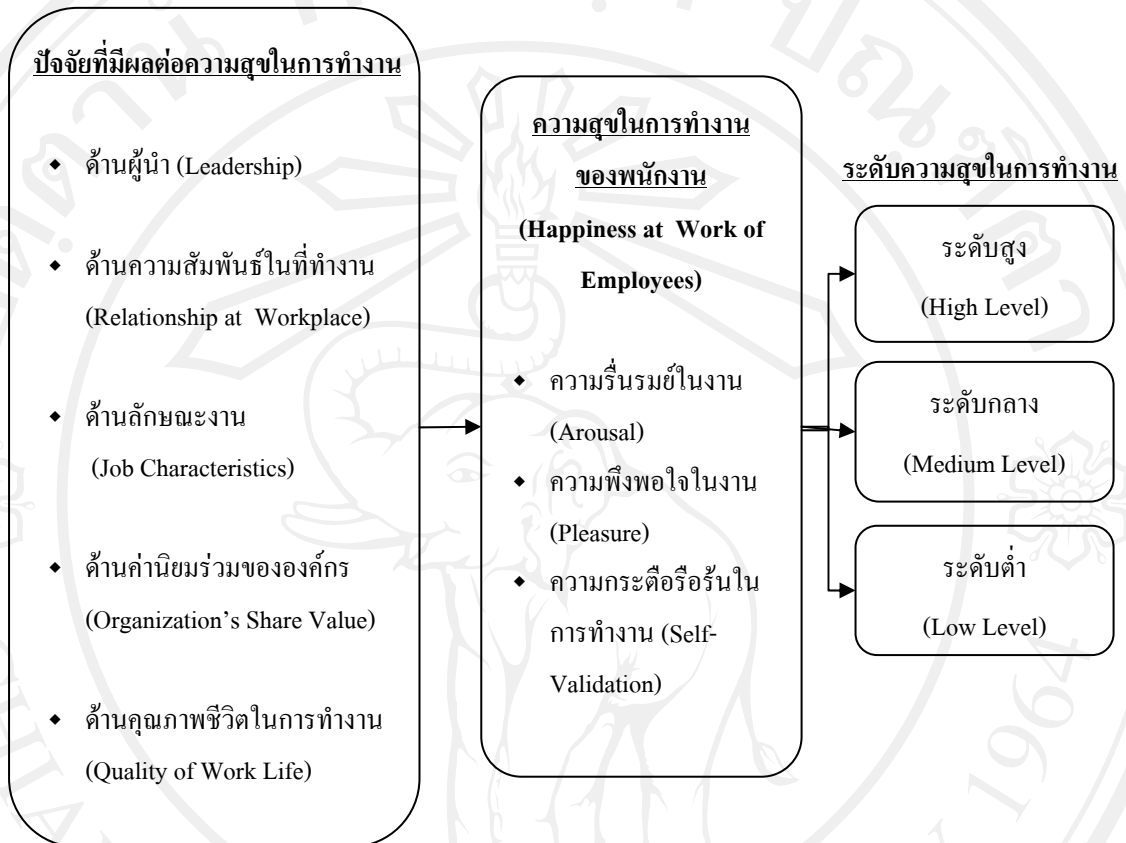 ปัจจัยที่มีผลต่อความสุขในการทำงาน
◆ ด้านผู้นำ (Leadership)
◆ ด้านความสัมพันธ์ในที่ทำงาน
(Relationship at Workplace)
◆ ด้านลักษณะงาน
(Job Characteristics)
◆ ด้านค่านิยมร่วมขององค์กร
(Organization’s Share Value)
◆ ด้านคุณภาพชีวิตในการทำงาน
(Quality of Work Life)
ความสุขในการทำงาน
ของพนักงาน
(Happiness at Work of
Employees)
◆ ความรื่นรมย์ในงาน
(Arousal)
◆ ความพึงพอใจในงาน
(Pleasure)
◆ ความกระตือรือร้นใน
การทำงาน (Self-
Validation)
ระดับความสุขในการทำงาน
ระดับสูง
(High Level)
ระดับกลาง
(Medium Level)
ระดับต่ำ
(Low Level)
1964